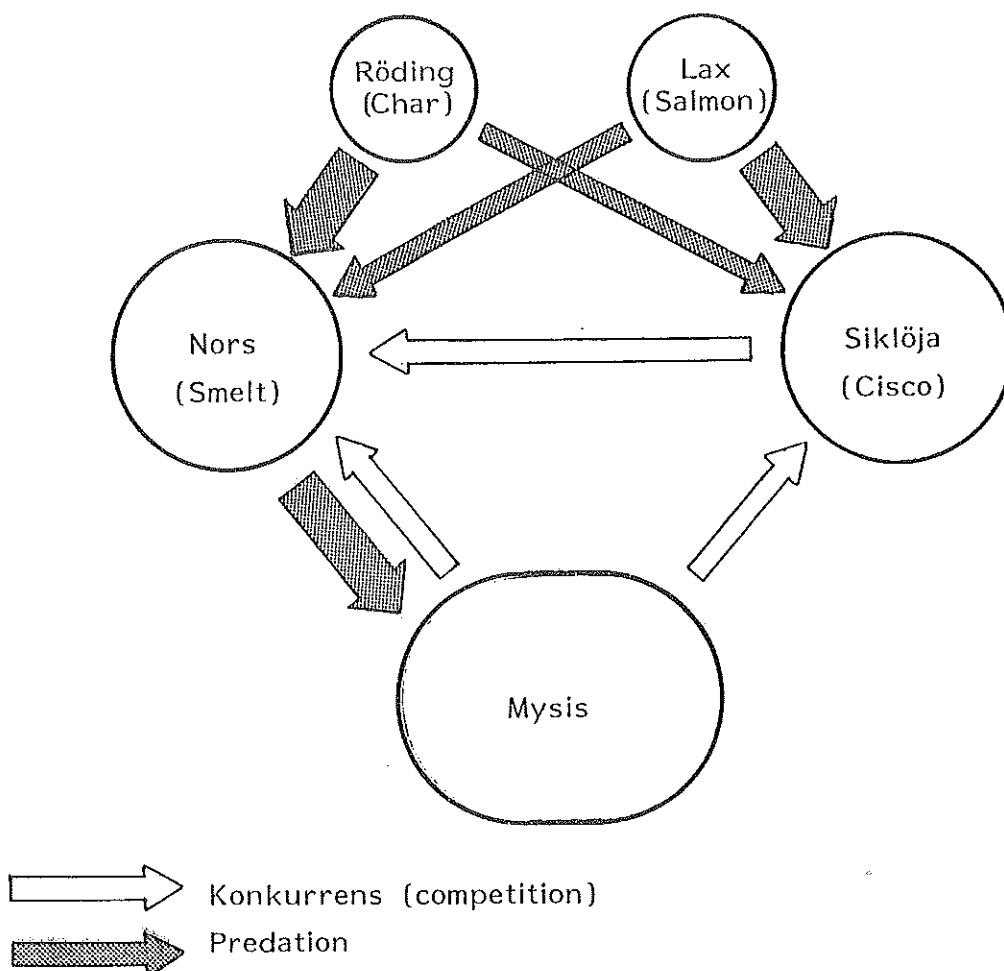 Röding
(Char)
Lax
(Salmon)
Nors
(Smelt)
Siklöja
(Cisco)
Mysis
Konkurrens (competition)
Predation